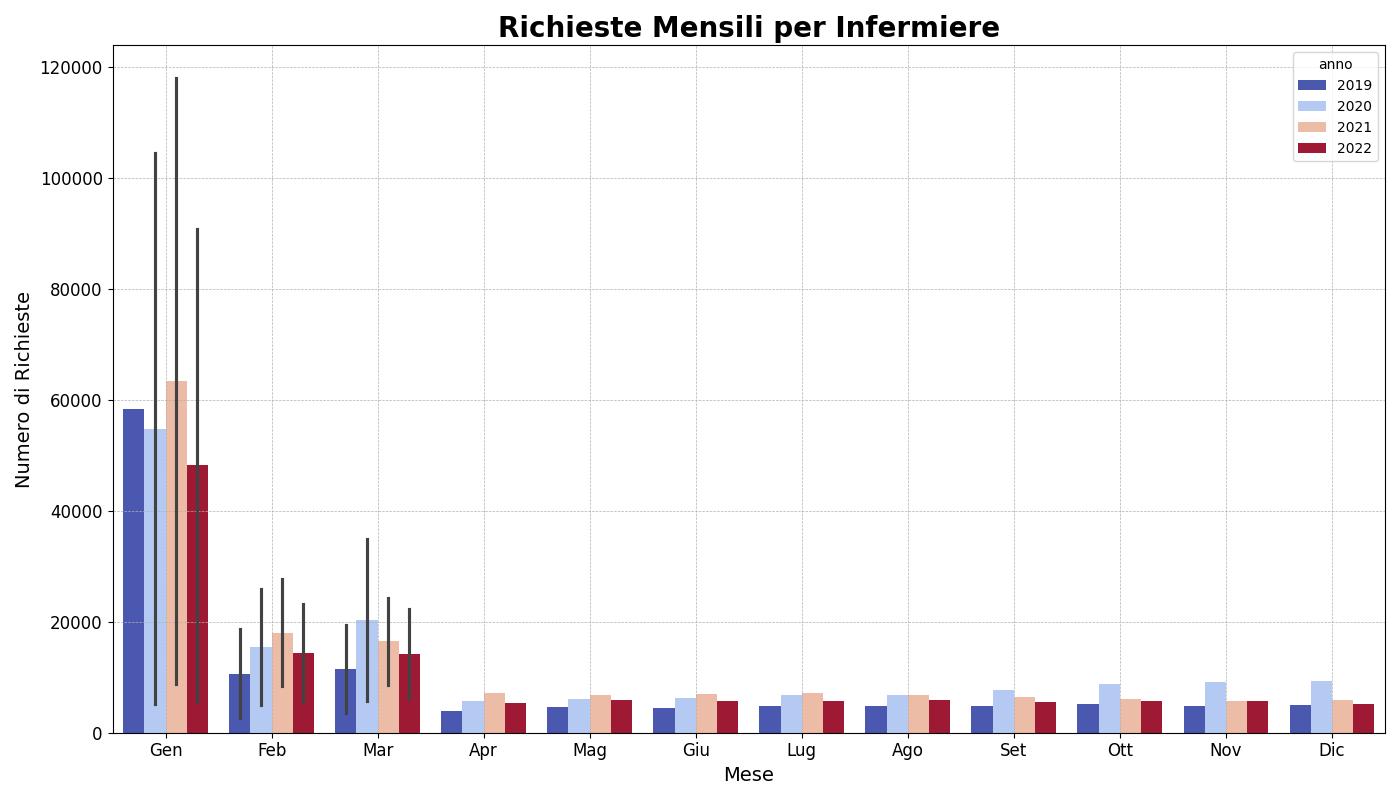 Richieste Mensili per Infermiere
anno
2019
2020
2021
2022
120000
100000
80000
60000
40000
20000
0
Numero di Richieste
Gen Feb Mar Apr Mag Giu Lug Ago Set Ott Nov Dic
Mese